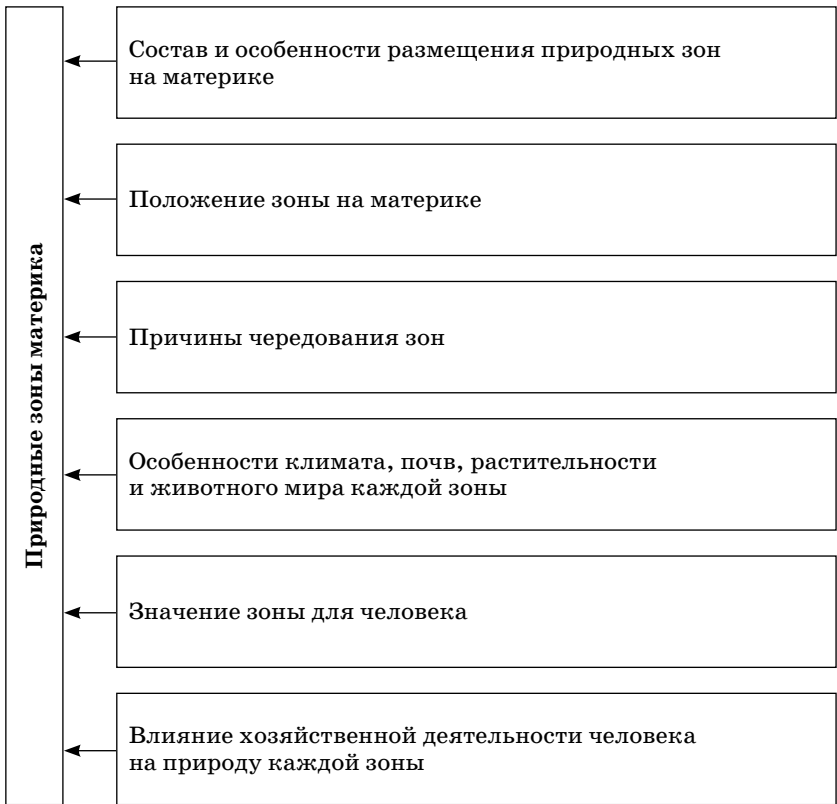 Природные зоны материка
Состав и особенности размещения природных зон
на материке
Положение зоны на материке
Причины чередования зон
Особенности климата, почв, растительности
и животного мира каждой зоны
Значение зоны для человека
Влияние хозяйственной деятельности человека
на природу каждой зоны